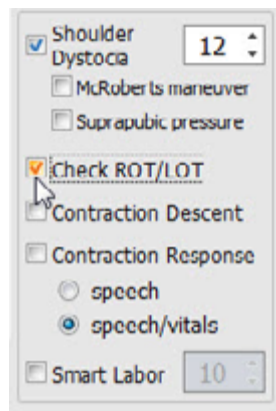 Shoulder
Dystocia 12
McRoberts maneuver
Suprapubic pressure
Check ROT/LOT
Contraction Descent
Contraction Response
speech
speech/vitals
Smart Labor 10